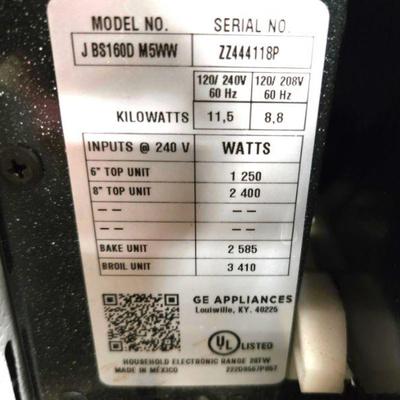 MODEL NO. SERIAL NO.
J BS160D M5WW ZZ444118P
120/ 240V 120/ 208V
60 Hz 60 Hz
KILOWATTS 11,5 8,8
INPUTS @ 240 V WATTS
6" TOP UNIT 1 250
8" TOP UNIT 2 400
-- --
-- --
BAKE UNIT 2 585
BROIL UNIT 3 410
GE APPLIANCES
Louisville, KY. 40225
UL LISTED
HOUSEHOLD ELECTRONIC RANGE 29TW
MADE IN MEXICO